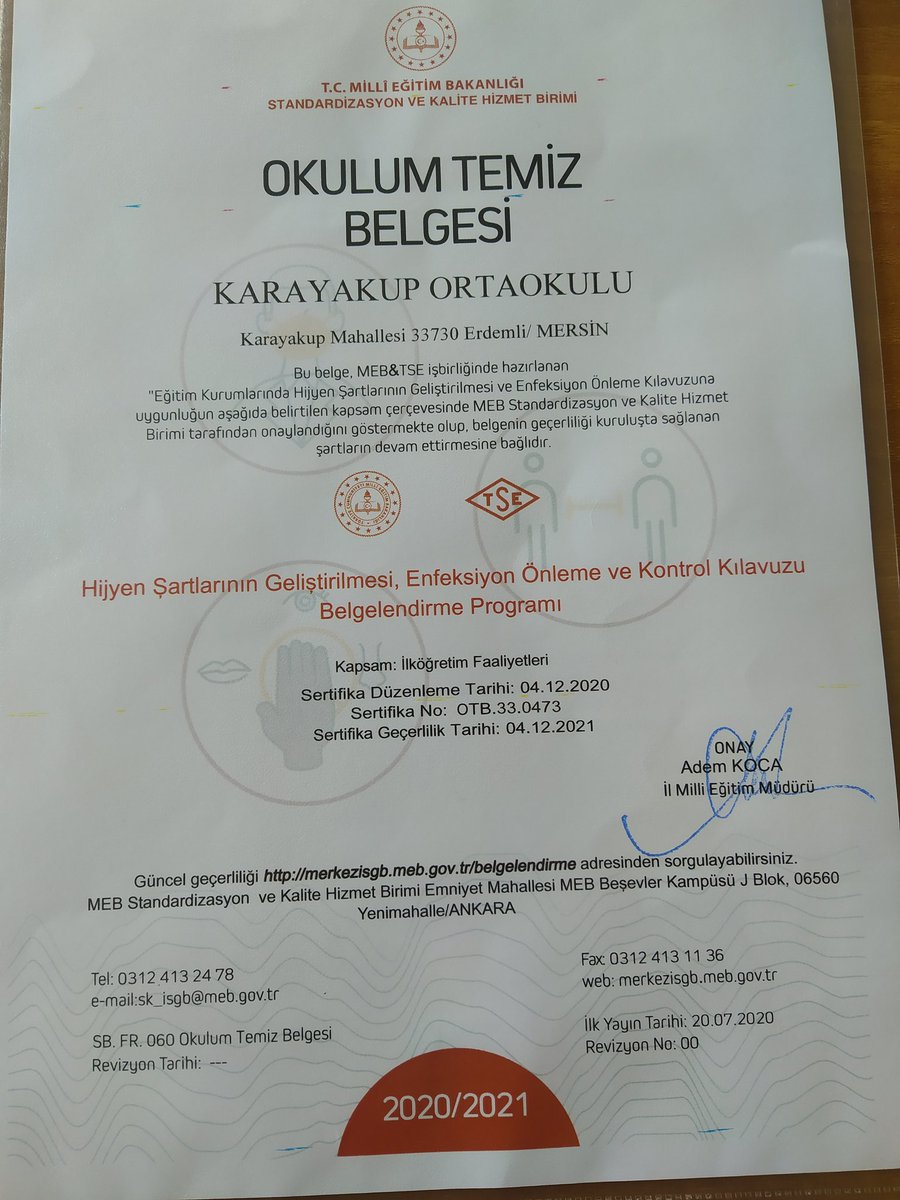 T.C. MİLLÎ EĞİTİM BAKANLIĞI
STANDARDİZASYON VE KALİTE HİZMET BİRİMİ
OKULUM TEMİZ
BELGESİ
KARAYAKUP ORTAOKULU
Karayakup Mahallesi 33730 Erdemli/ MERSİN
Bu belge, MEB&TSE işbirliğinde hazırlanan
"Eğitim Kurumlarında Hijyen Şartlarının Geliştirilmesi ve Enfeksiyon Önleme Kılavuzuna
uygunluğun aşağıda belirtilen kapsam çerçevesinde MEB Standardizasyon ve Kalite Hizmet
Birimi tarafından onaylandığını göstermekte olup, belgenin geçerliliği kuruluşta sağlanan
şartların devam ettirmesine bağlıdır.
TSE
Hijyen Şartlarının Geliştirilmesi, Enfeksiyon Önleme ve Kontrol Kılavuzu
Belgelendirme Programı
Kapsam: İlköğretim Faaliyetleri
Sertifika Düzenleme Tarihi: 04.12.2020
Sertifika No: OTB.33.0473
Sertifika Geçerlilik Tarihi: 04.12.2021
ONAY
Adem KOCA
İl Milli Eğitim Müdürü
Güncel geçerliliği http://merkezisgb.meb.gov.tr/belgelendirme adresinden sorgulayabilirsiniz.
MEB Standardizasyon ve Kalite Hizmet Birimi Emniyet Mahallesi MEB Beşevler Kampüsü J Blok, 06560
Yenimahalle/ANKARA
Tel: 0312 413 24 78
e-mail:sk_isgb@meb.gov.tr
Fax: 0312 413 11 36
web: merkezisgb.meb.gov.tr
SB. FR. 060 Okulum Temiz Belgesi
Revizyon Tarihi: ---
İlk Yayın Tarihi: 20.07.2020
Revizyon No: 00
2020/2021